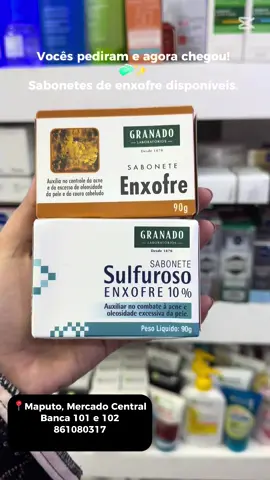 Vocês pediram e agora chegou!
Sabonetes de enxofre disponíveis.
GRANADO
LABORATÓRIOS
Desde 1870
Auxilia no controle da acne
e do excesso de oleosidade
da pele e do couro cabeludo
SABONETE
Enxofre
90g
GRANADO
LABORATÓRIOS
Desde 1870
SABONETE
Sulfuroso
ENXOFRE 10%
Auxiliar no combate à acne e
oleosidade excessiva da pele.
Peso Líquido: 90g
Maputo, Mercado Central
Banca 101 e 102
861080317